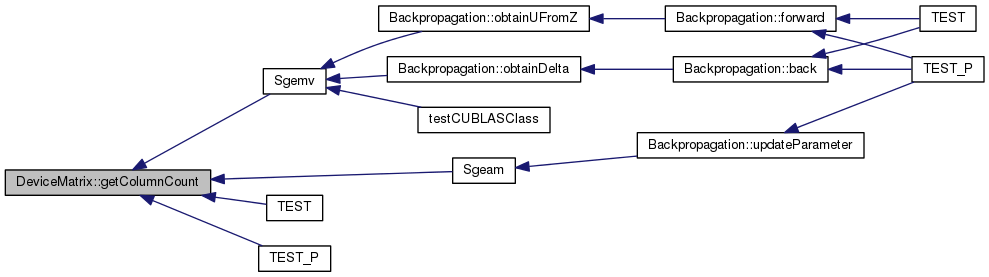 Backpropagation::obtainUFromZ
Backpropagation::forward
TEST
Sgemv
Backpropagation::obtainDelta
Backpropagation::back
TEST_P
testCUBLASClass
Backpropagation::updateParameter
DeviceMatrix::getColumnCount
Sgeam
TEST
TEST_P